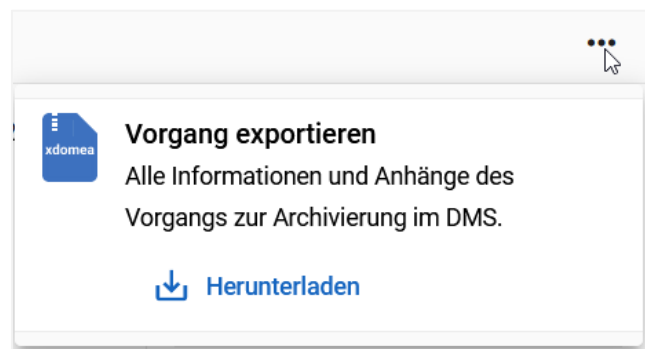 xdomea
Vorgang exportieren
Alle Informationen und Anhänge des
Vorgangs zur Archivierung im DMS.
Herunterladen